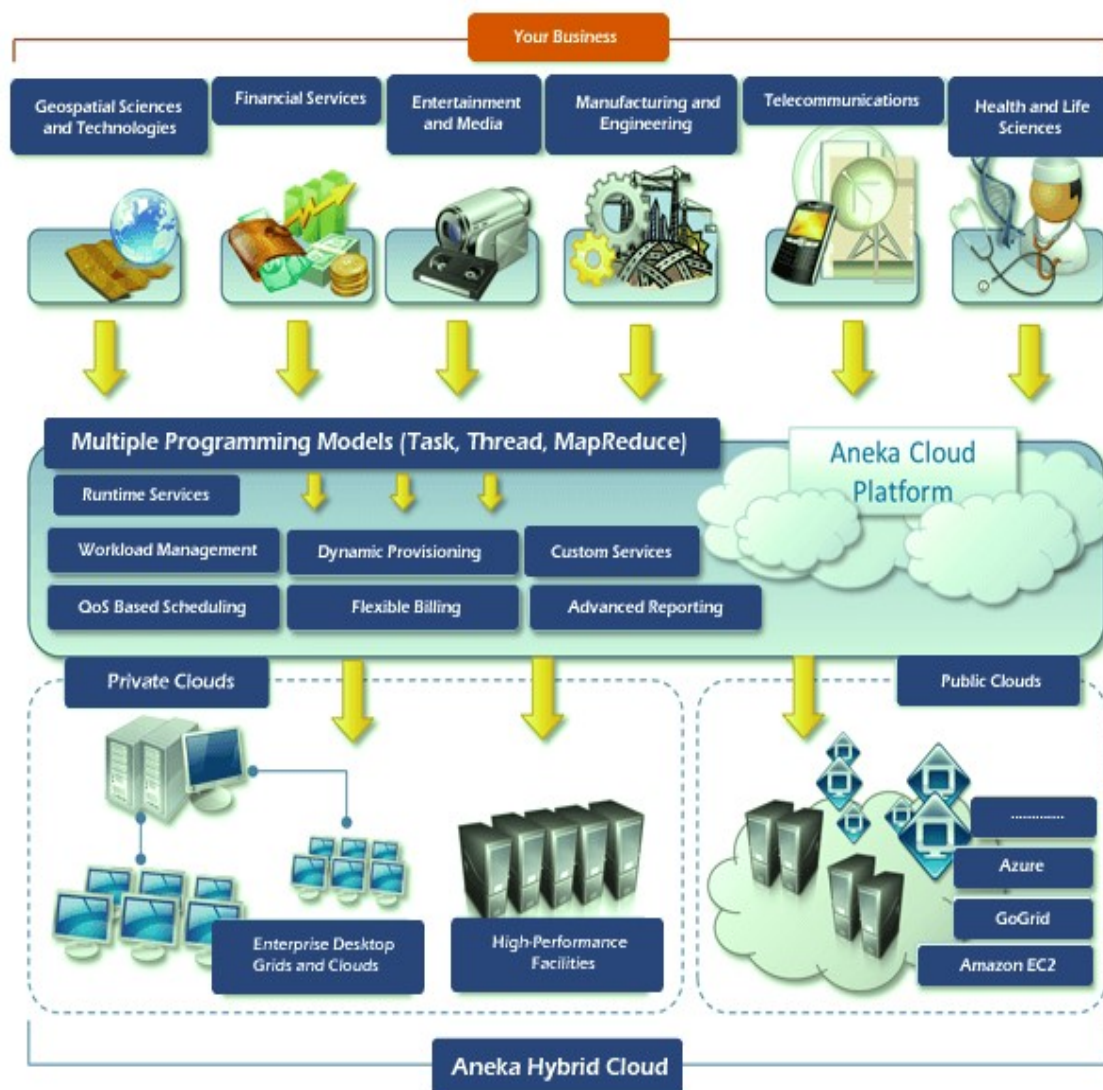 Your Business
Geospatial Sciences
and Technologies
Financial Services
Entertainment
and Media
Manufacturing and
Engineering
Telecommunications
Health and Life
Sciences
Multiple Programming Models (Task, Thread, MapReduce)
Aneka Cloud
Platform
Runtime Services
Workload Management
Dynamic Provisioning
Custom Services
QoS Based Scheduling
Flexible Billing
Advanced Reporting
Private Clouds
Public Clouds
.............
Azure
GoGrid
Amazon EC2
Enterprise Desktop
Grids and Clouds
High-Performance
Facilities
Aneka Hybrid Cloud